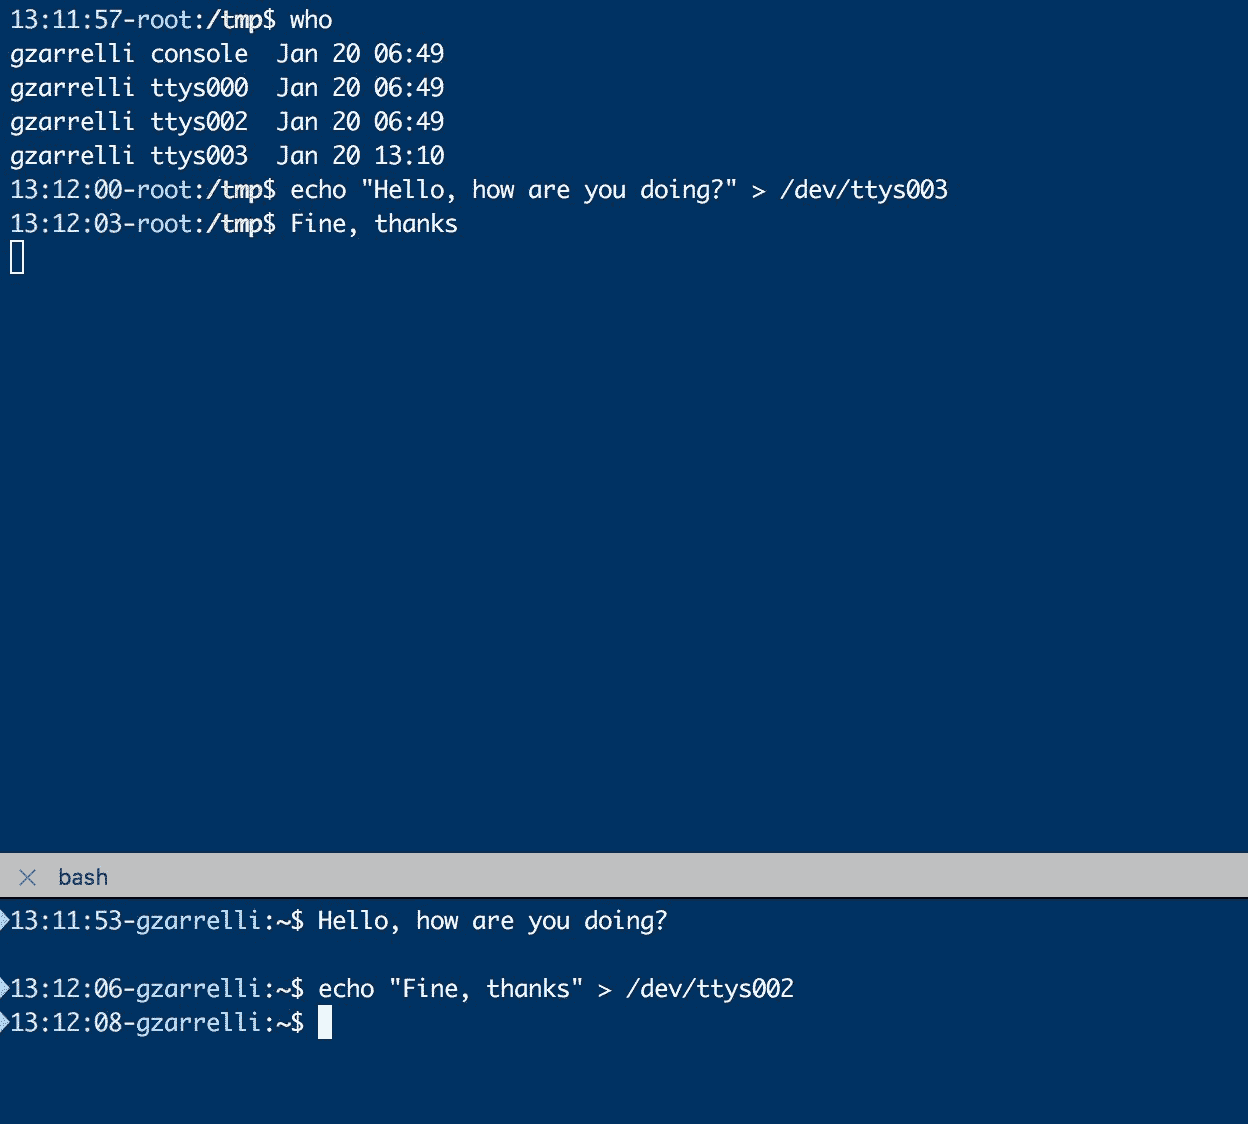 13:11:57-root:/tmp$ who
gzarrelli console  Jan 20 06:49
gzarrelli ttys000  Jan 20 06:49
gzarrelli ttys002  Jan 20 06:49
gzarrelli ttys003  Jan 20 13:10
13:12:00-root:/tmp$ echo "Hello, how are you doing?" > /dev/ttys003
13:12:03-root:/tmp$ Fine, thanks
bash
13:11:53-gzarrelli:~$ Hello, how are you doing?
13:12:06-gzarrelli:~$ echo "Fine, thanks" > /dev/ttys002
13:12:08-gzarrelli:~$